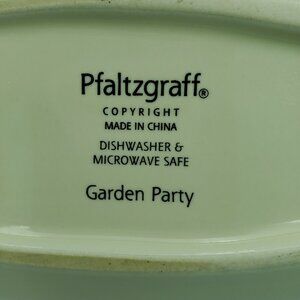 Pfaltzgraff®
COPYRIGHT
MADE IN CHINA
DISHWASHER &
MICROWAVE SAFE
Garden Party